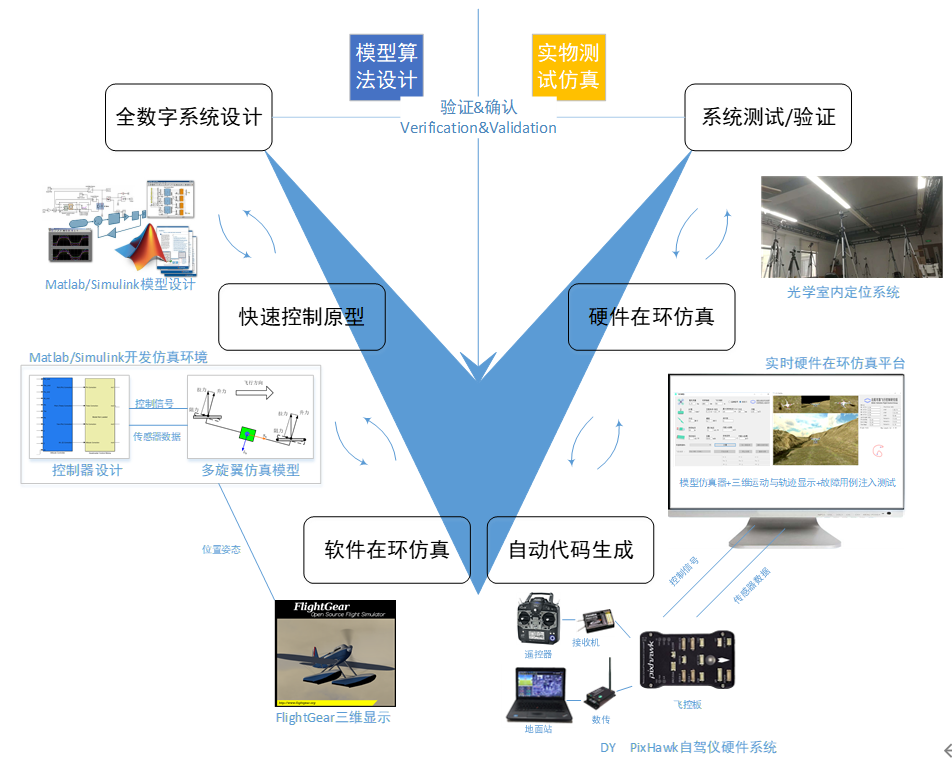 模型算
法设计
实物测
试仿真
验证&确认
Verification&Validation
全数字系统设计
系统测试/验证
Matlab/Simulink模型设计
光学室内定位系统
快速控制原型
硬件在环仿真
Matlab/Simulink开发仿真环境
实时硬件在环仿真平台
飞行方向
控制信号
传感器数据
控制器设计
多旋翼仿真模型
模型仿真器+三维运动与轨迹显示+故障用例注入测试
软件在环仿真
自动代码生成
位置姿态
控制信号
传感器数据
FlightGear
Open Source Flight Simulator
http://www.flightgear.org
FlightGear三维显示
遥控器
接收机
pixhawk
地面站
数传
飞控板
DY PixHawk自驾仪硬件系统